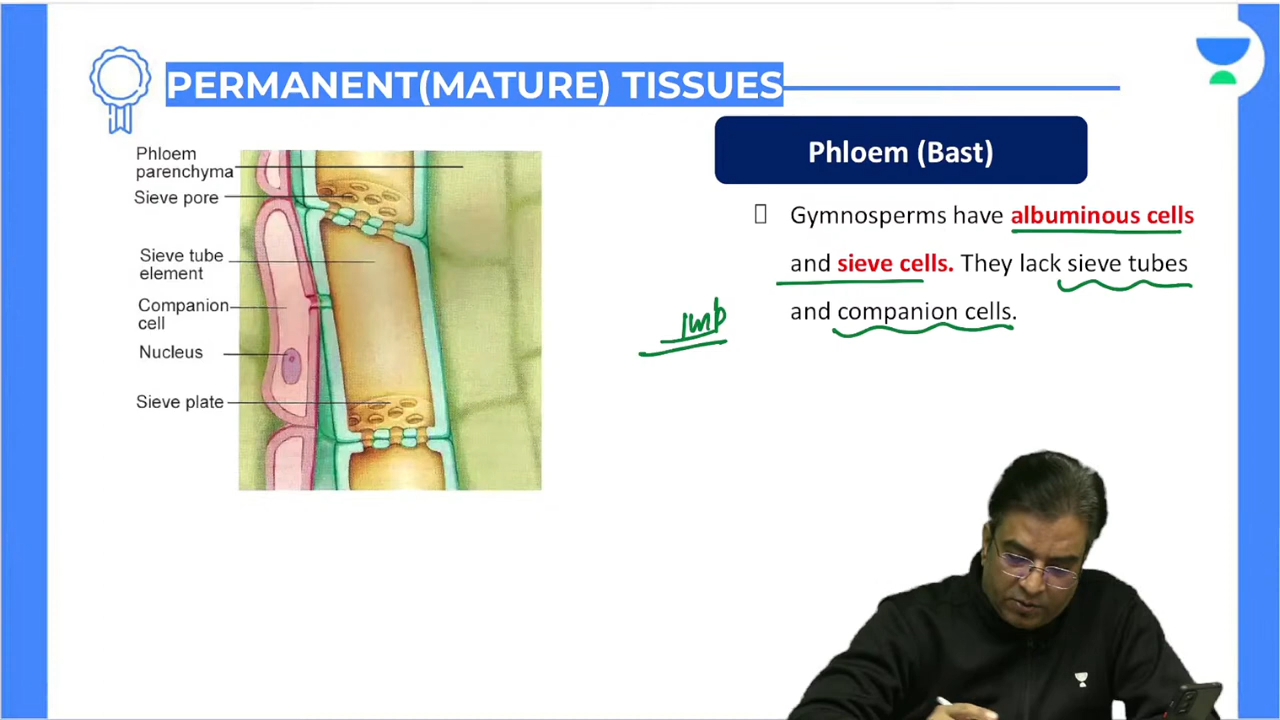 PERMANENT(MATURE) TISSUES
Phloem
parenchyma
Sieve pore
Sieve tube
element
Companion
cell
Nucleus
Sieve plate
Phloem (Bast)
Gymnosperms have albuminous cells
and sieve cells. They lack sieve tubes
and companion cells.
imp